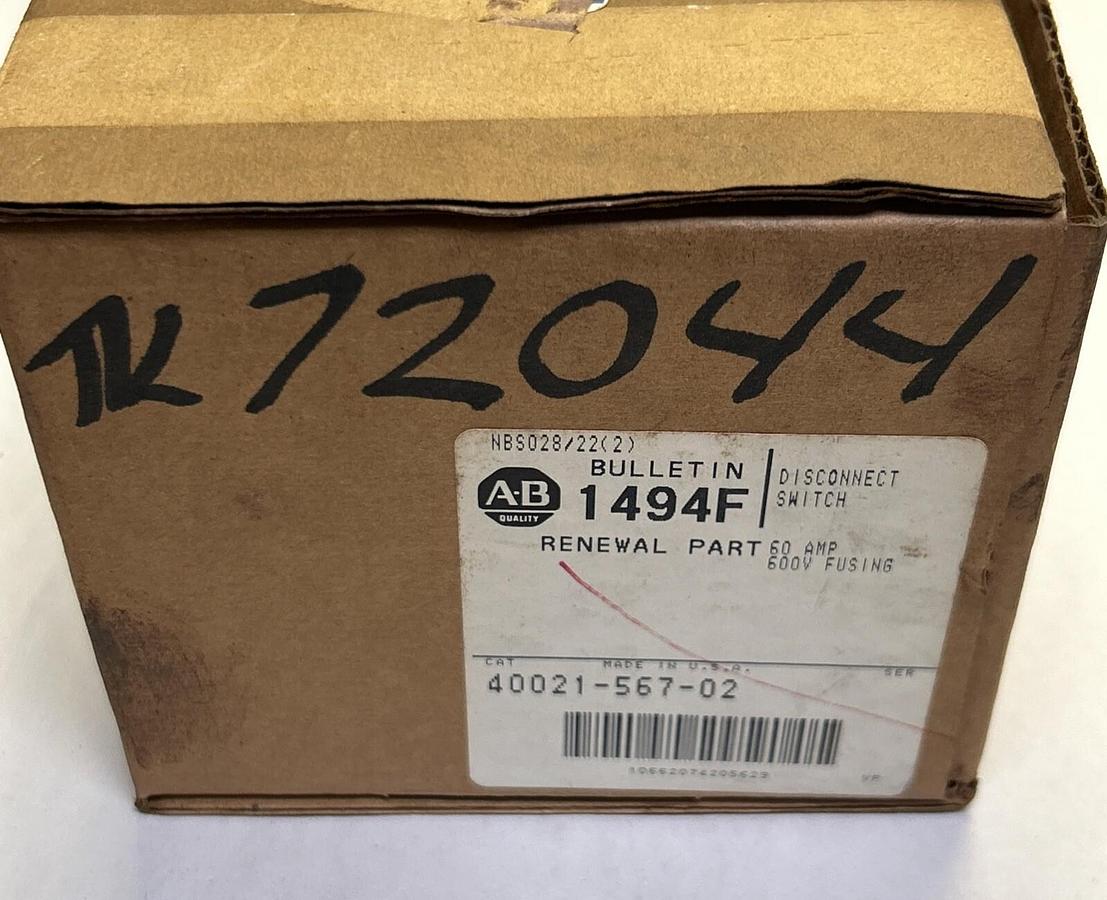 TK 72044
NBS028/22(2)
BULLETIN
1494F
A-B
QUALITY
DISCONNECT
SWITCH
RENEWAL PART
60 AMP
600V FUSING
CAT
MADE IN U.S.A.
SER
40021-567-02